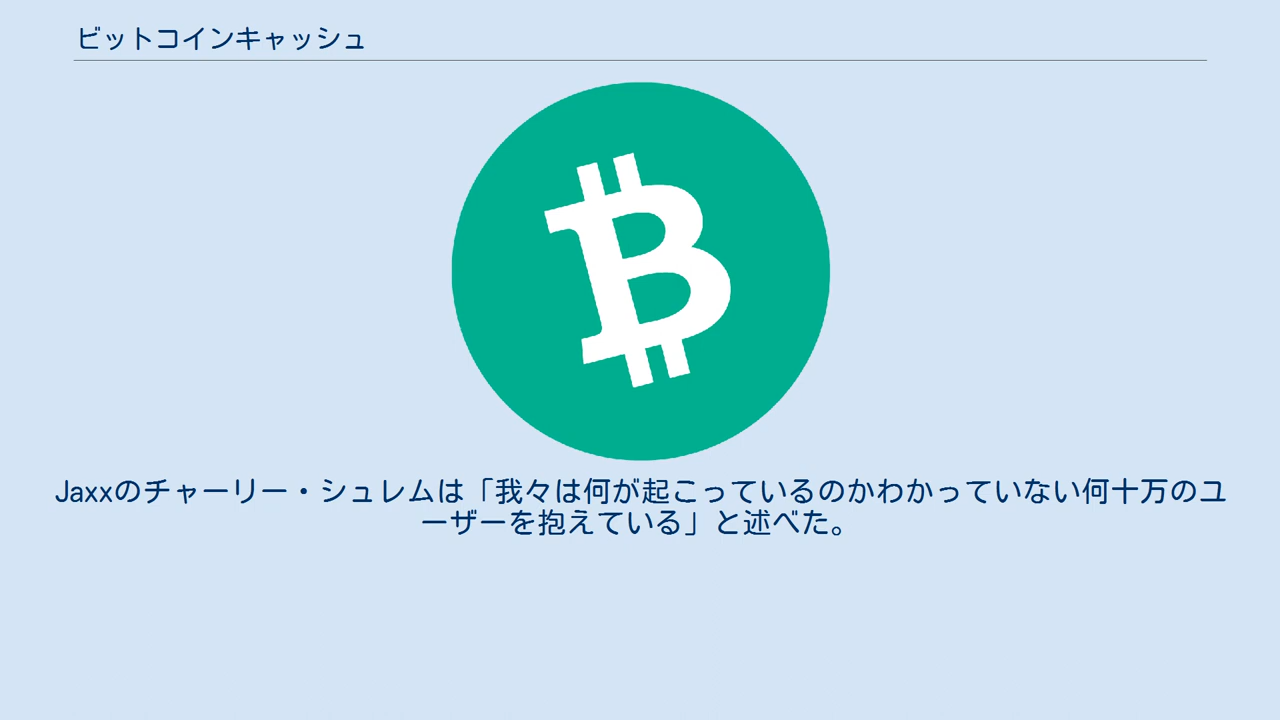 ビットコインキャッシュ
Jaxxのチャーリー・シュレムは「我々は何が起こっているのかわかっていない何十万のユ
ーザーを抱えている」と述べた。